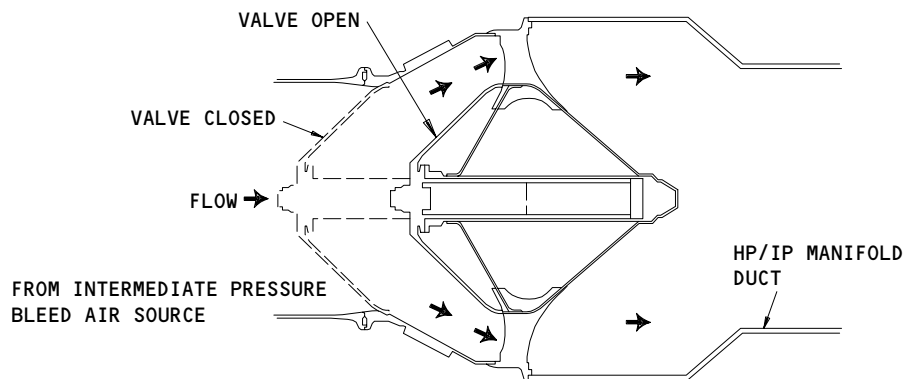 VALVE OPEN
VALVE CLOSED
FLOW
HP/IP MANIFOLD
DUCT
FROM INTERMEDIATE PRESSURE
BLEED AIR SOURCE